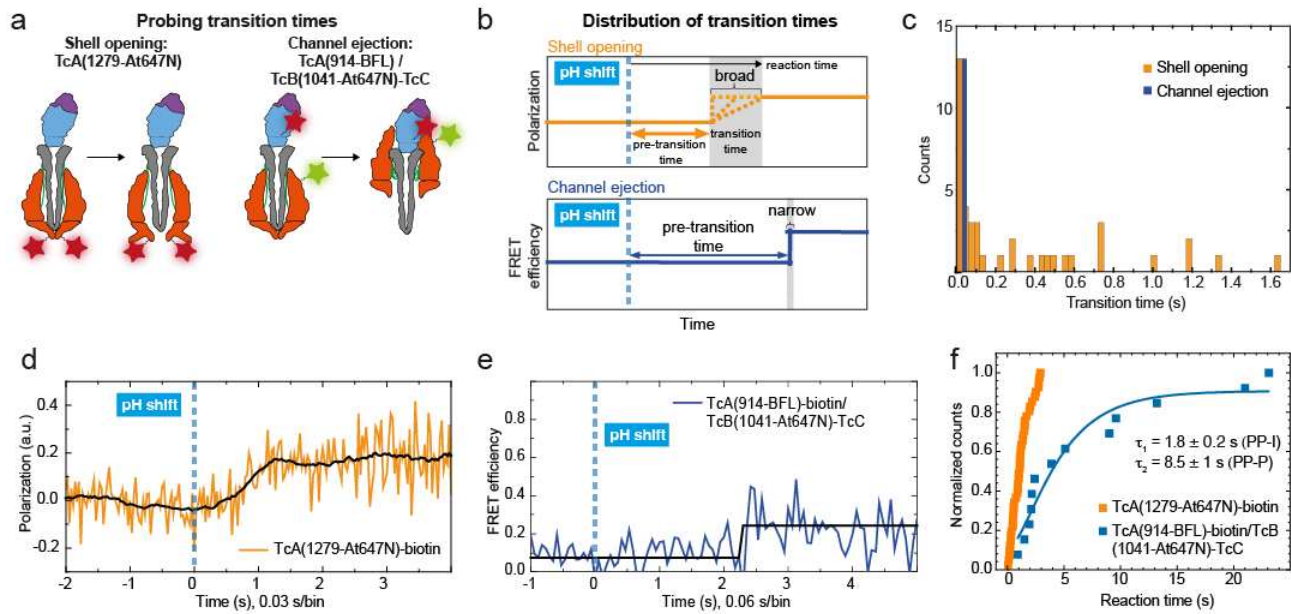 a
Probing transition times
Shell opening:
TcA(1279-At647N)
Channel ejection:
TcA(914-BFL) /
TcB(1041-At647N)-TcC
b
Distribution of transition times
Shell opening
pH shift
reaction time
broad
pre-transition
time
transition
time
Polarization
Channel ejection
pH shift
narrow
pre-transition
time
FRET
efficiency
Time
c
15
10
5
0
Counts
Shell opening
Channel ejection
0.0 0.2 0.4 0.6 0.8 1.0 1.2 1.4 1.6
Transition time (s)
d
pH shift
0.4
0.2
0.0
-0.2
Polarization (a.u.)
TcA(1279-At647N)-biotin
-2 -1 0 1 2 3
Time (s), 0.03 s/bin
e
0.8
0.6
0.4
0.2
0.0
FRET efficiency
TcA(914-BFL)-biotin/
TcB(1041-At647N)-TcC
pH shift
-1 0 1 2 3 4
Time (s), 0.06 s/bin
f
1.0
0.8
0.6
0.4
0.2
0.0
Normalized counts
τ1 = 1.8 ± 0.2 s (PP-I)
τ2 = 8.5 ± 1 s (PP-P)
TcA(1279-At647N)-biotin
TcA(914-BFL)-biotin/TcB
(1041-At647N)-TcC
0 5 10 15 20
Reaction time (s)